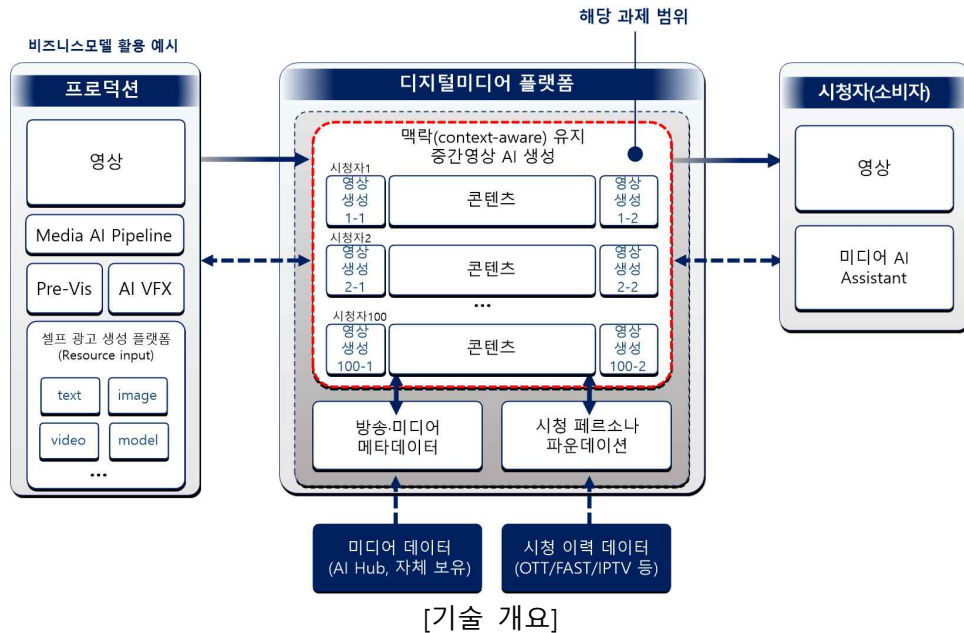 해당 과제 범위
비즈니스모델 활용 예시
프로덕션
영상
Media AI Pipeline
Pre-Vis
AI VFX
셀프 광고 생성 플랫폼
(Resource input)
text
image
video
model
...
디지털미디어 플랫폼
맥락(context-aware) 유지
중간영상 AI 생성
시청자1
영상
생성
1-1
콘텐츠
영상
생성
1-2
시청자2
영상
생성
2-1
콘텐츠
영상
생성
2-2
...
시청자100
영상
생성
100-1
콘텐츠
영상
생성
100-2
방송·미디어
메타데이터
시청 페르소나
파운데이션
미디어 데이터
(AI Hub, 자체 보유)
시청 이력 데이터
(OTT/FAST/IPTV 등)
시청자(소비자)
영상
미디어 AI
Assistant
[기술 개요]